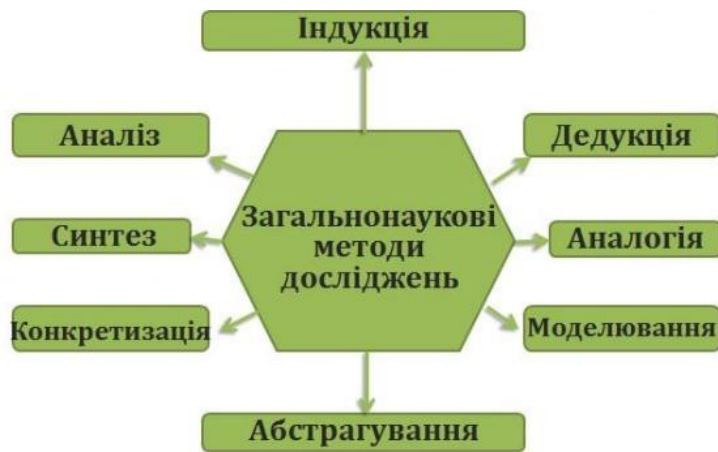 Індукція
Аналіз
Дедукція
Загальнонаукові
методи
досліджень
Синтез
Аналогія
Конкретизація
Моделювання
Абстрагування